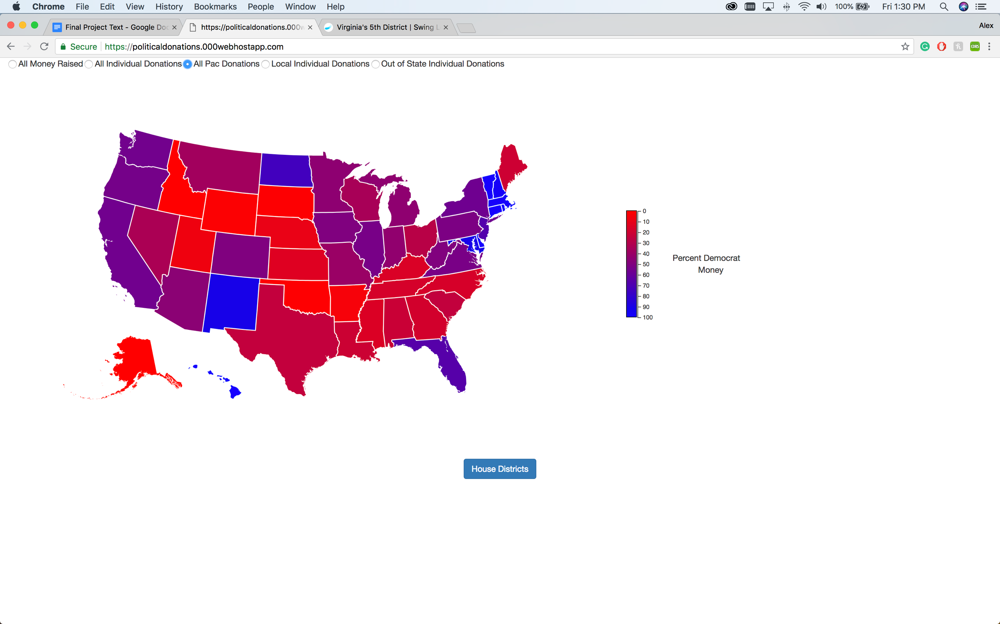 Chrome File Edit View History Bookmarks People Window Help 100% Fri 1:30 PM
Final Project Text - Google Doc https://politicaldonations.000w Virginia's 5th District | Swing L Alex
Secure https://politicaldonations.000webhostapp.com CORS
All Money Raised All Individual Donations All Pac Donations Local Individual Donations Out of State Individual Donations
0
10
20
30
40
50
60
70
80
90
100
Percent Democrat
Money
House Districts